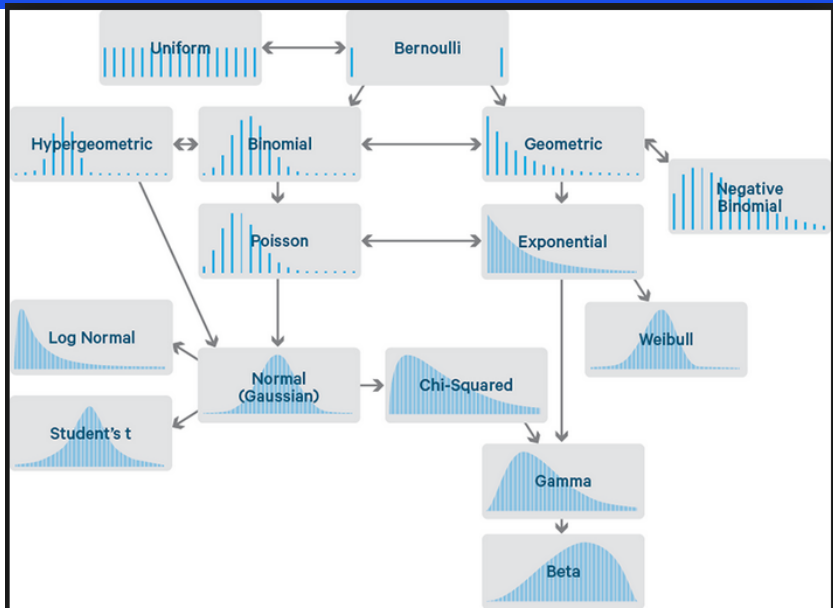 Uniform
Bernoulli
Hypergeometric
Binomial
Geometric
Negative
Binomial
Poisson
Exponential
Log Normal
Weibull
Normal
(Gaussian)
Chi-Squared
Student's t
Gamma
Beta